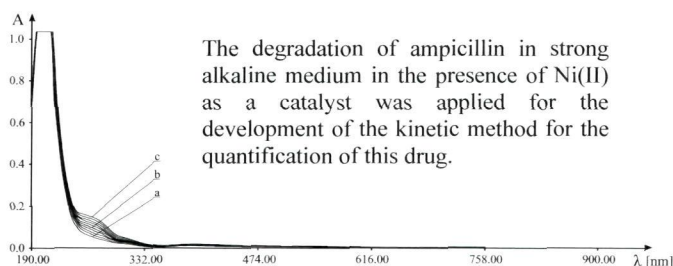 A
1.0
The degradation of ampicillin in strong
alkaline medium in the presence of Ni(II)
0.8
as a catalyst was applied for the
0.6
development of the kinetic method for the
quantification of this drug.
0.4
c
b
0.2
a
0.0
190.00 332.00 474.00 616.00 758.00 900.00 λ [nm]